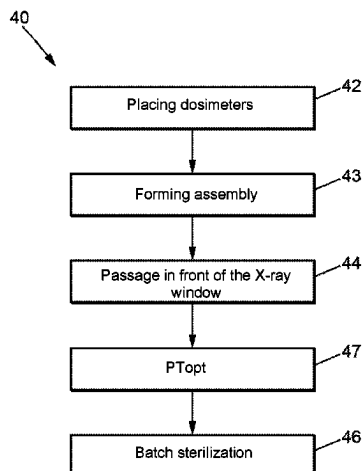 40
42
Placing dosimeters
43
Forming assembly
44
Passage in front of the X-ray
window
47
PTopt
46
Batch sterilization